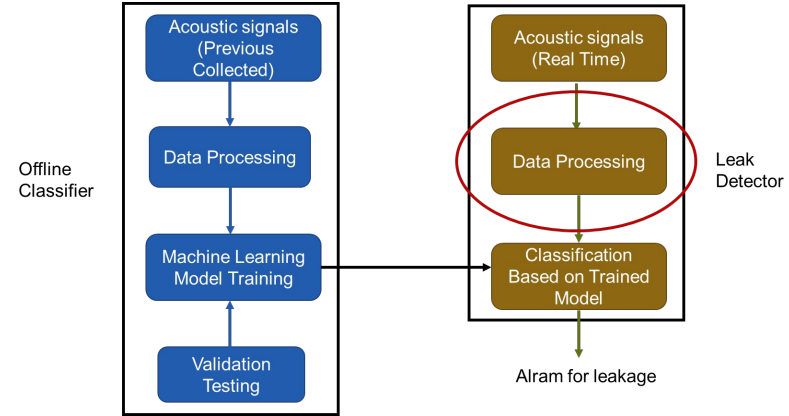 Offline
Classifier
Acoustic signals
(Previous
Collected)
Data Processing
Machine Learning
Model Training
Validation
Testing
Acoustic signals
(Real Time)
Data Processing
Classification
Based on Trained
Model
Alram for leakage
Leak
Detector